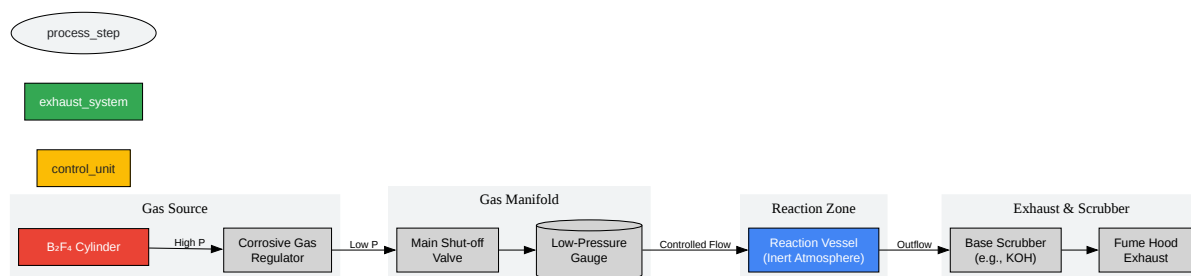 process_step
exhaust_system
control_unit
Gas Source
B₂F₄ Cylinder
High P
Corrosive Gas
Regulator
Low P
Gas Manifold
Main Shut-off
Valve
Low-Pressure
Gauge
Controlled Flow
Reaction Zone
Reaction Vessel
(Inert Atmosphere)
Outflow
Exhaust & Scrubber
Base Scrubber
(e.g., KOH)
Fume Hood
Exhaust